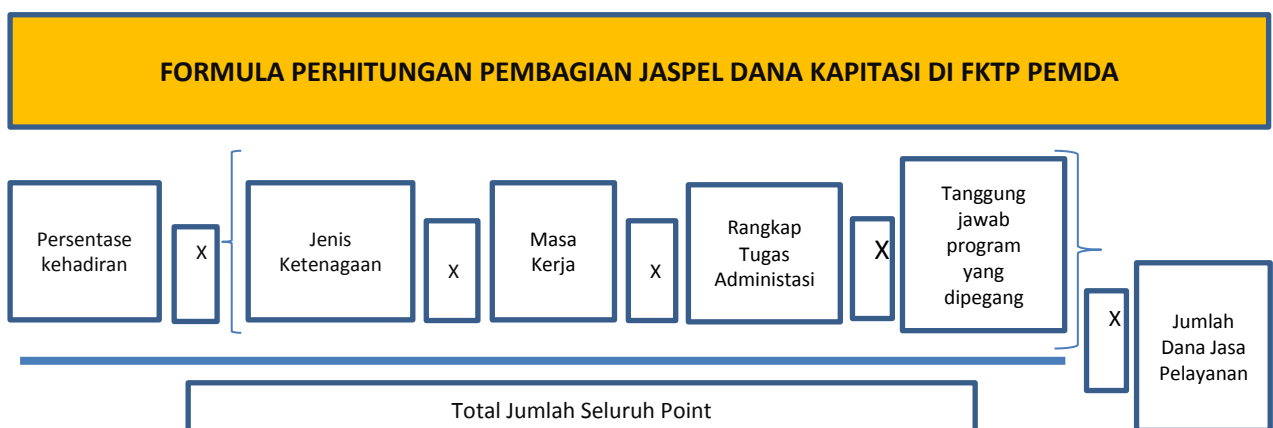 FORMULA PERHITUNGAN PEMBAGIAN JASPEL DANA KAPITASI DI FKTP PEMDA
Persentase
kehadiran
X
Jenis
Ketenagaan
X
Masa
Kerja
X
Rangkap
Tugas
Administasi
X
Tanggung
jawab
program
yang
dipegang
X
Jumlah
Dana Jasa
Pelayanan
Total Jumlah Seluruh Point